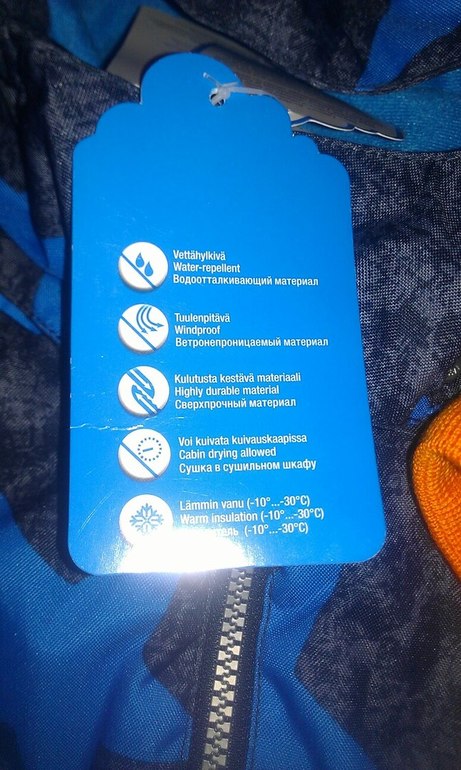 Vettähylkivä
Water-repellent
Водоотталкивающий материал
Tuulenpitävä
Windproof
Ветронепроницаемый материал
Kulutusta kestävä materiaali
Highly durable material
Сверхпрочный материал
Voi kuivata kuivauskaapissa
Cabin drying allowed
Сушка в сушильном шкафу
Lämmin vanu (-10°...-30°C)
Warm insulation (-10°...-30°C)
(-10°...-30°C)